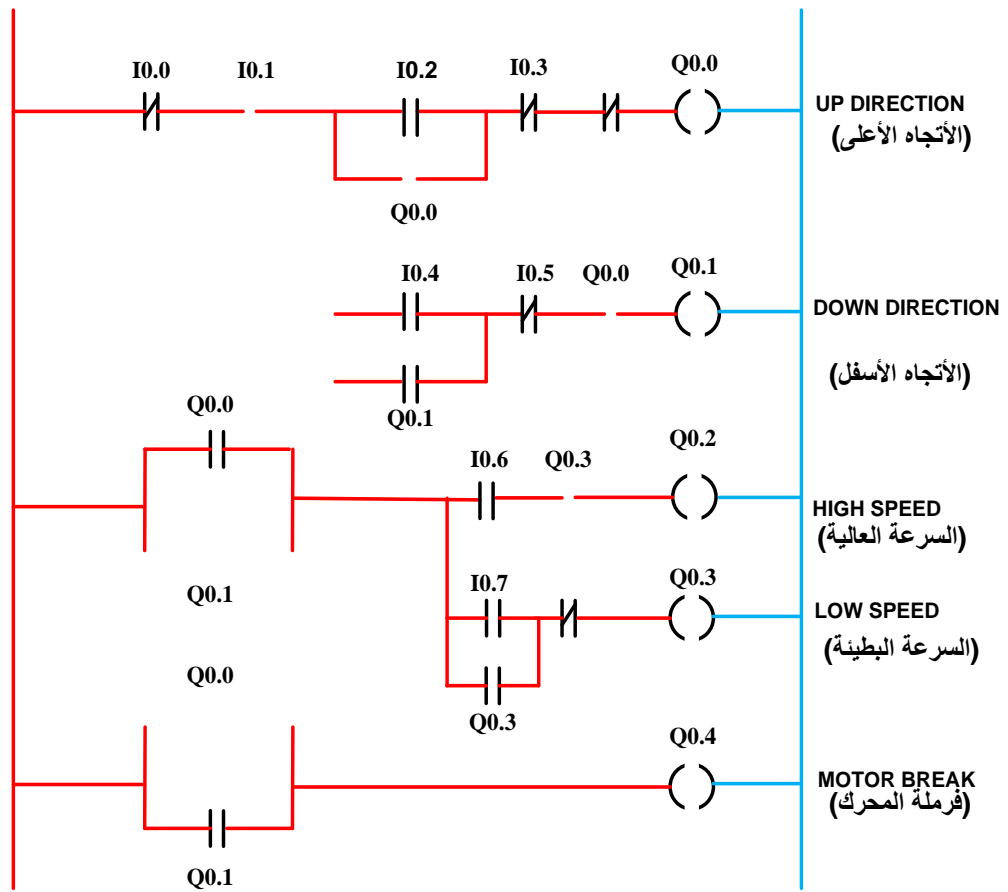 I0.0 I0.1 I0.2 I0.3 Q0.0
UP DIRECTION
(الأتجاه الأعلى)
Q0.0
I0.4 I0.5 Q0.0 Q0.1
DOWN DIRECTION
(الأتجاه الأسفل)
Q0.1
Q0.0
I0.6 Q0.3 Q0.2
HIGH SPEED
(السرعة العالية)
Q0.1
I0.7 Q0.3
LOW SPEED
(السرعة البطيئة)
Q0.0
Q0.3
Q0.4
MOTOR BREAK
(فرملة المحرك)
Q0.1